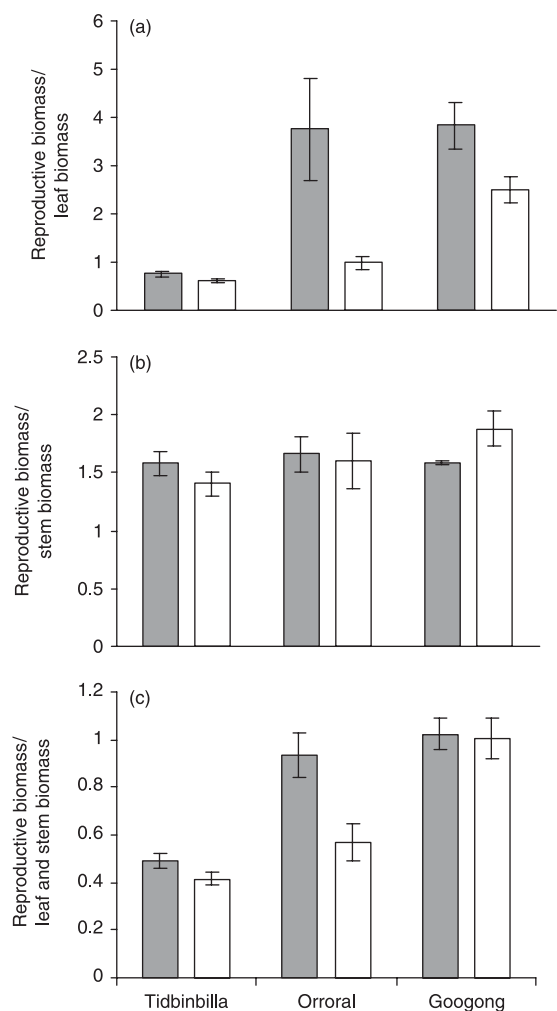 (a)
6
5
4
3
2
1
0
Reproductive biomass/
leaf biomass
(b)
2.5
2
1.5
1
0.5
0
Reproductive biomass/
stem biomass
(c)
1.2
1
0.8
0.6
0.4
0.2
0
Reproductive biomass/
leaf and stem biomass
Tidbinbilla Orroral Googong